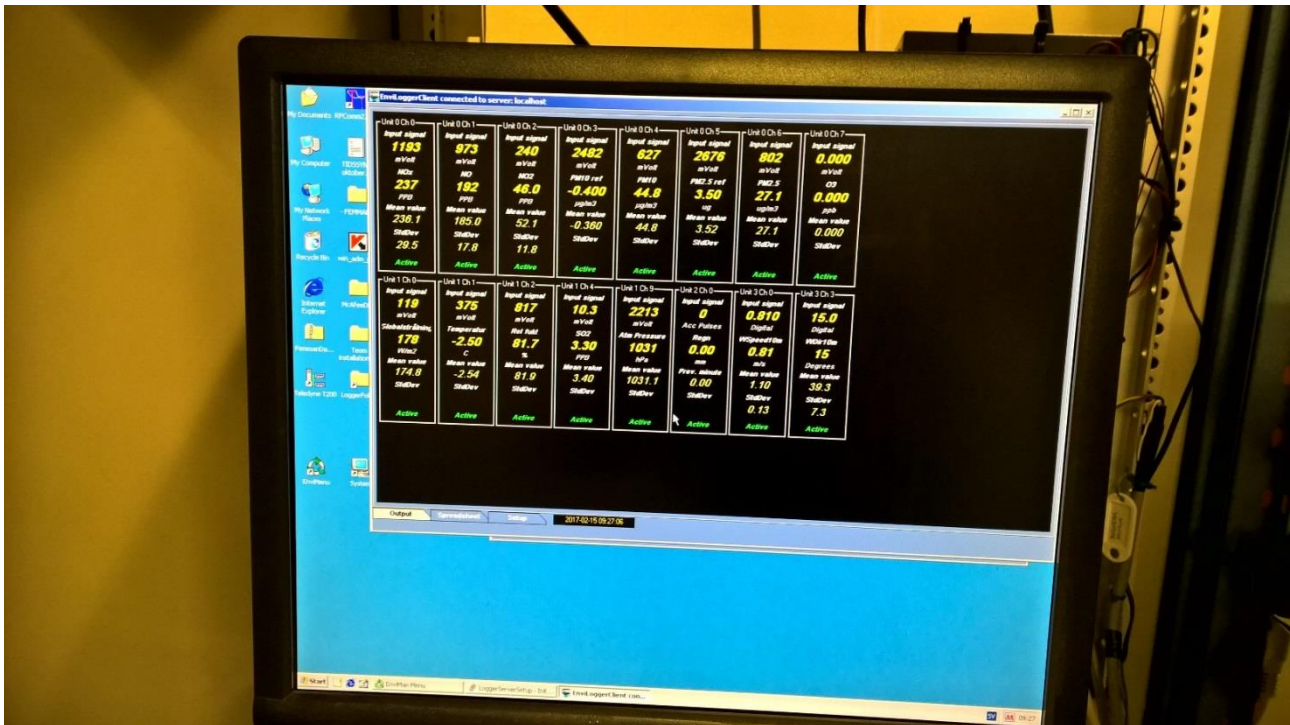 EnviLoggerClient connected to server: localhost
My Documents
My Computer
My Network
Places
Recycle Bin
Internet
Explorer
Teledyne T200
EnviMenu
System
Unit 0 Ch 0
Input signal
1193
mVolt
NOx
237
PPB
Mean value
236.1
StdDev
29.5
Active
Unit 0 Ch 1
Input signal
973
mVolt
NO
192
PPB
Mean value
185.0
StdDev
17.8
Active
Unit 0 Ch 2
Input signal
240
mVolt
NO2
46.0
PPB
Mean value
52.1
StdDev
11.8
Active
Unit 0 Ch 3
Input signal
2482
mVolt
PM10 ref
-0.400
µg/m3
Mean value
-0.360
StdDev
Active
Unit 0 Ch 4
Input signal
627
mVolt
PM10
44.8
µg/m3
Mean value
44.8
StdDev
Active
Unit 0 Ch 5
Input signal
2676
mVolt
PM2.5 ref
3.50
ug
Mean value
3.52
StdDev
Active
Unit 0 Ch 6
Input signal
802
mVolt
PM2.5
27.1
ug/m3
Mean value
27.1
StdDev
Active
Unit 0 Ch 7
Input signal
0.000
mVolt
O3
0.000
ppb
Mean value
0.000
StdDev
Active
Unit 1 Ch 0
Input signal
119
mVolt
Globalstrålning
178
W/m2
Mean value
174.8
StdDev
Active
Unit 1 Ch 1
Input signal
375
mVolt
Temperatur
-2.50
C
Mean value
-2.54
StdDev
Active
Unit 1 Ch 2
Input signal
817
mVolt
Rel fukt
81.7
%
Mean value
81.9
StdDev
Active
Unit 1 Ch 4
Input signal
10.3
mVolt
SO2
3.30
PPB
Mean value
3.40
StdDev
Active
Unit 1 Ch 9
Input signal
2213
mVolt
Atm Pressure
1031
hPa
Mean value
1031.1
StdDev
Active
Unit 2 Ch 0
Input signal
0
Acc Pulses
Regn
0.00
mm
Prev. minute
0.00
StdDev
Active
Unit 3 Ch 0
Input signal
0.810
Digital
WSpeed10m
0.81
m/s
Mean value
1.10
StdDev
0.13
Active
Unit 3 Ch 3
Input signal
15.0
Digital
WDir10m
15
Degrees
Mean value
39.3
StdDev
7.3
Active
Output
Spreadsheet
Setup
2017-02-15 09:27:06
Start
EnviMan Menu
LoggerServerSetup - Init...
EnviLoggerClient con...
SV
09:27